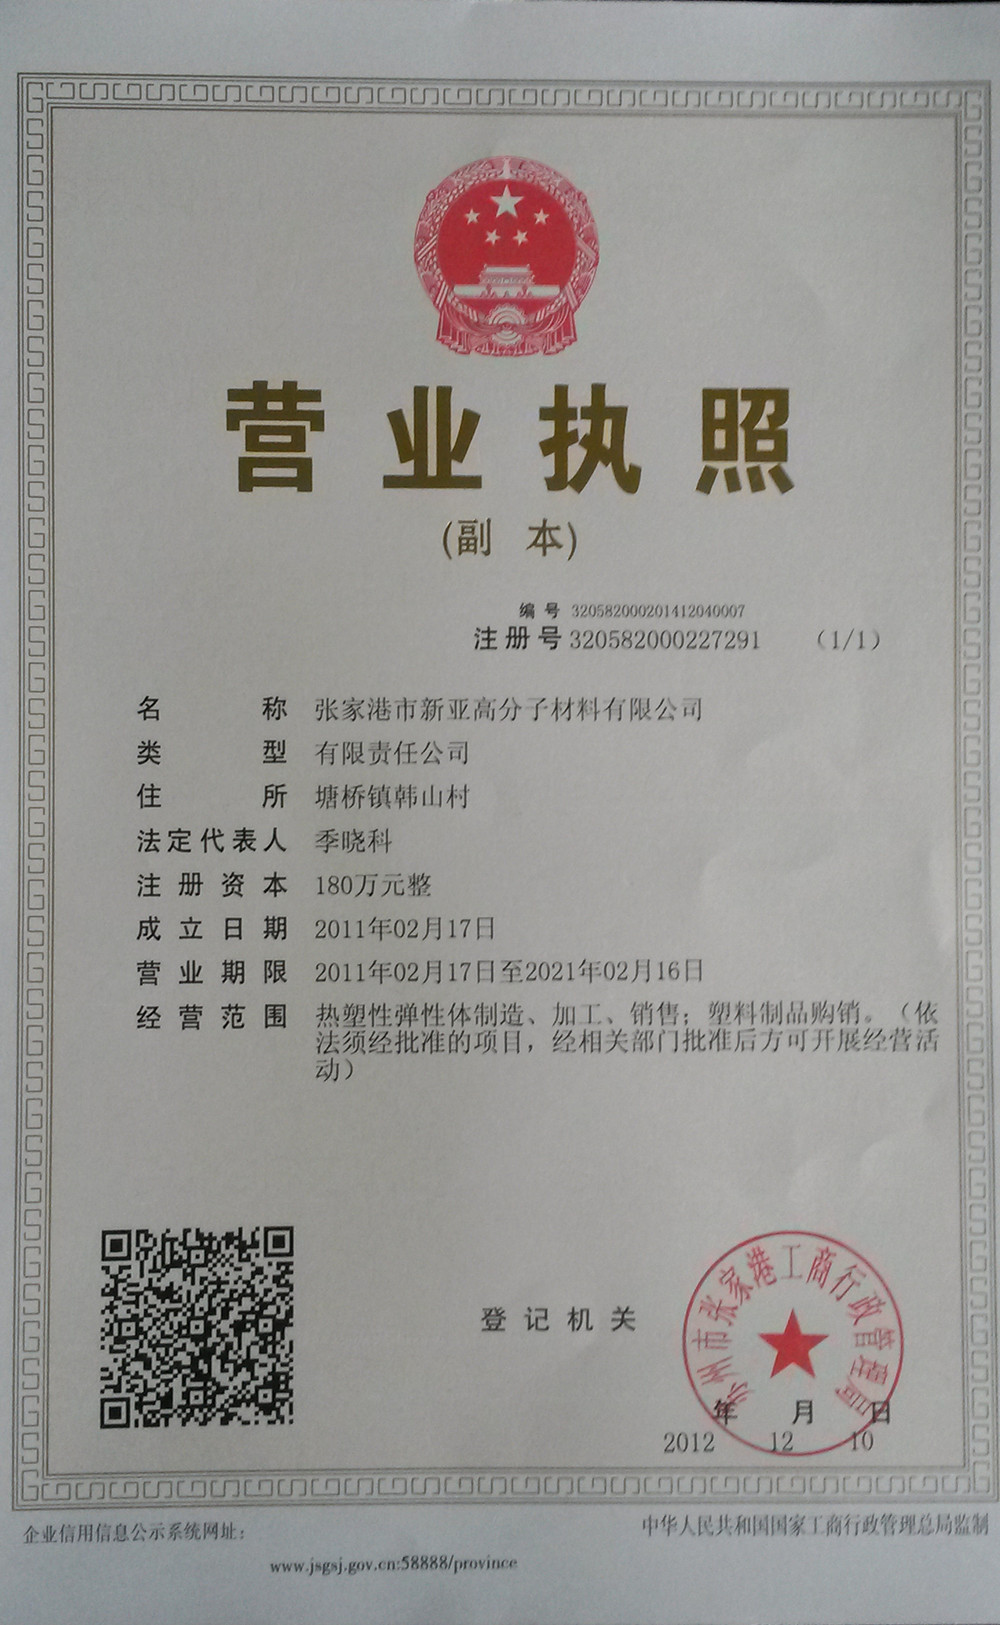 营业执照
(副 本)
编号 320582000201412040007
注册号 320582000227291 （1/1）
名称 张家港市新亚高分子材料有限公司
类型 有限责任公司
住所 塘桥镇韩山村
法定代表人 季晓科
注册资本 180万元整
成立日期 2011年02月17日
营业期限 2011年02月17日至2021年02月16日
经营范围 热塑性弹性体制造、加工、销售；塑料制品购销。（依
法须经批准的项目，经相关部门批准后方可开展经营活
动）
登记机关
苏州市张家港工商行政管理局
年 月 日
2012 12 10
企业信用信息公示系统网址：
www.jsgsj.gov.cn:58888/province
中华人民共和国国家工商行政管理总局监制